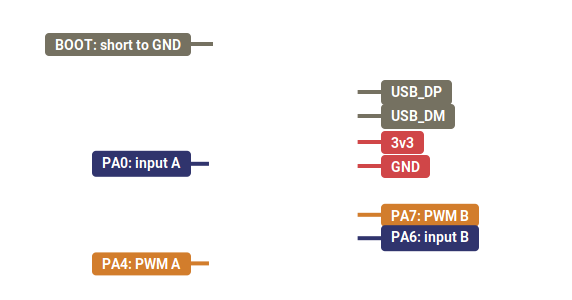 BOOT: short to GND
USB_DP
USB_DM
3v3
PA0: input A
GND
PA7: PWM B
PA6: input B
PA4: PWM A